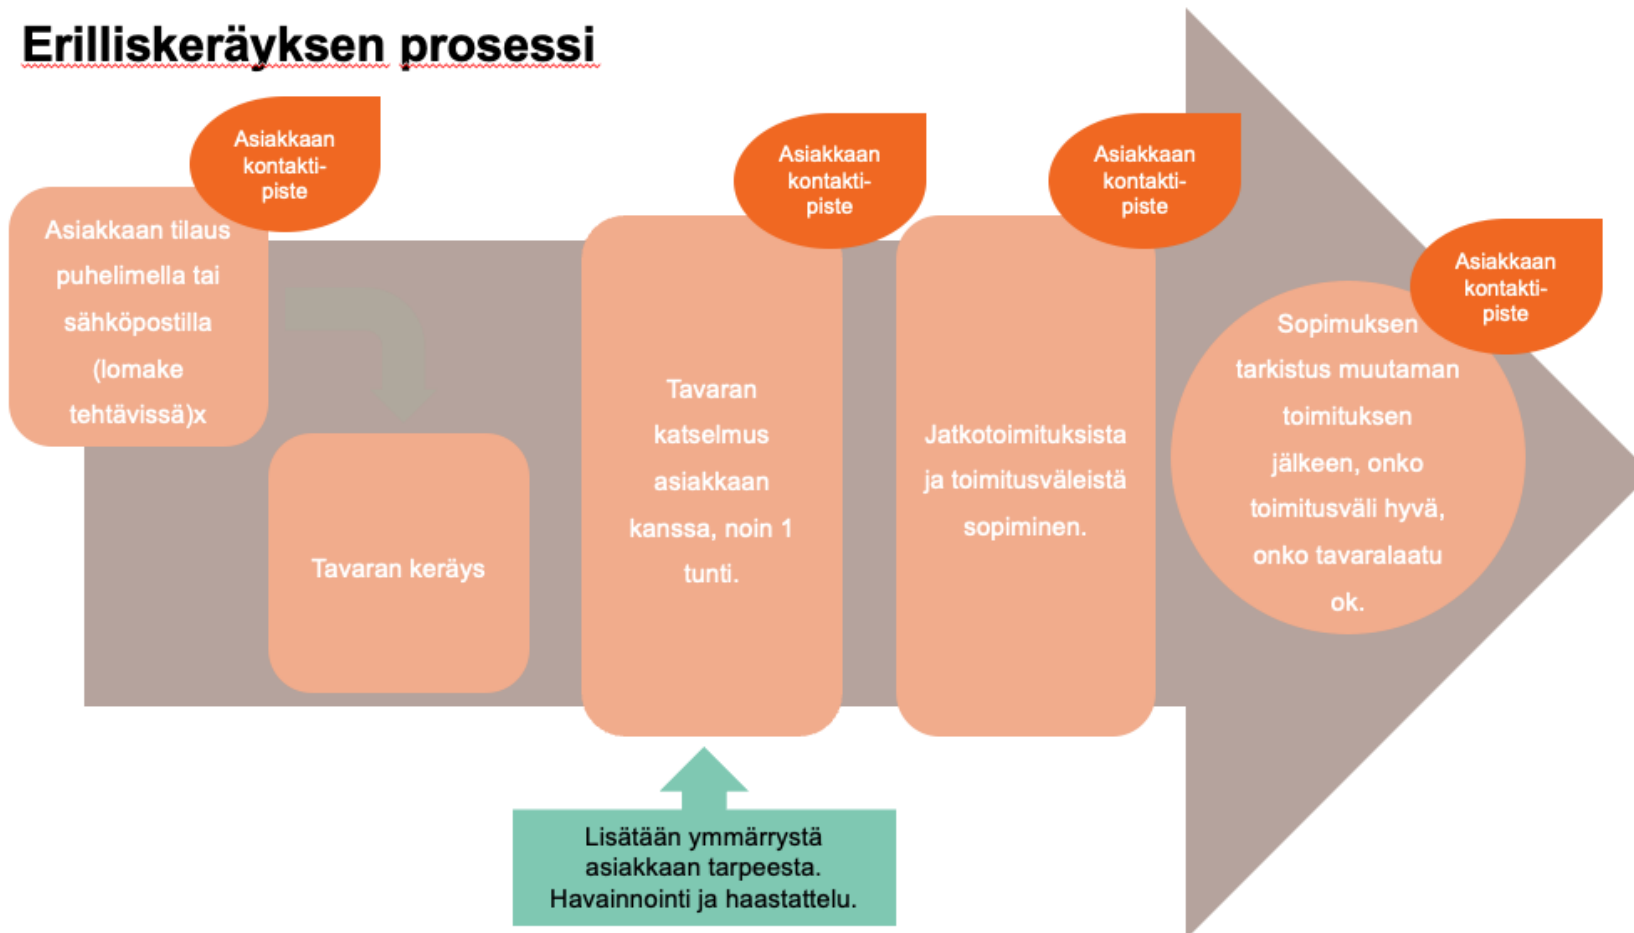 Erilliskeräyksen prosessi
Asiakkaan
kontakti-
piste
Asiakkaan tilaus
puhelimella tai
sähköpostilla
(lomake
tehtävissä)x
Tavaran keräys
Asiakkaan
kontakti-
piste
Tavaran
katselmus
asiakkaan
kanssa, noin 1
tunti.
Lisätään ymmärrystä
asiakkaan tarpeesta.
Havainnointi ja haastattelu.
Asiakkaan
kontakti-
piste
Jatkotoimituksista
ja toimitusväleistä
sopiminen.
Asiakkaan
kontakti-
piste
Sopimuksen
tarkistus muutaman
toimituksen
jälkeen, onko
toimitusväli hyvä,
onko tavaralaatu
ok.